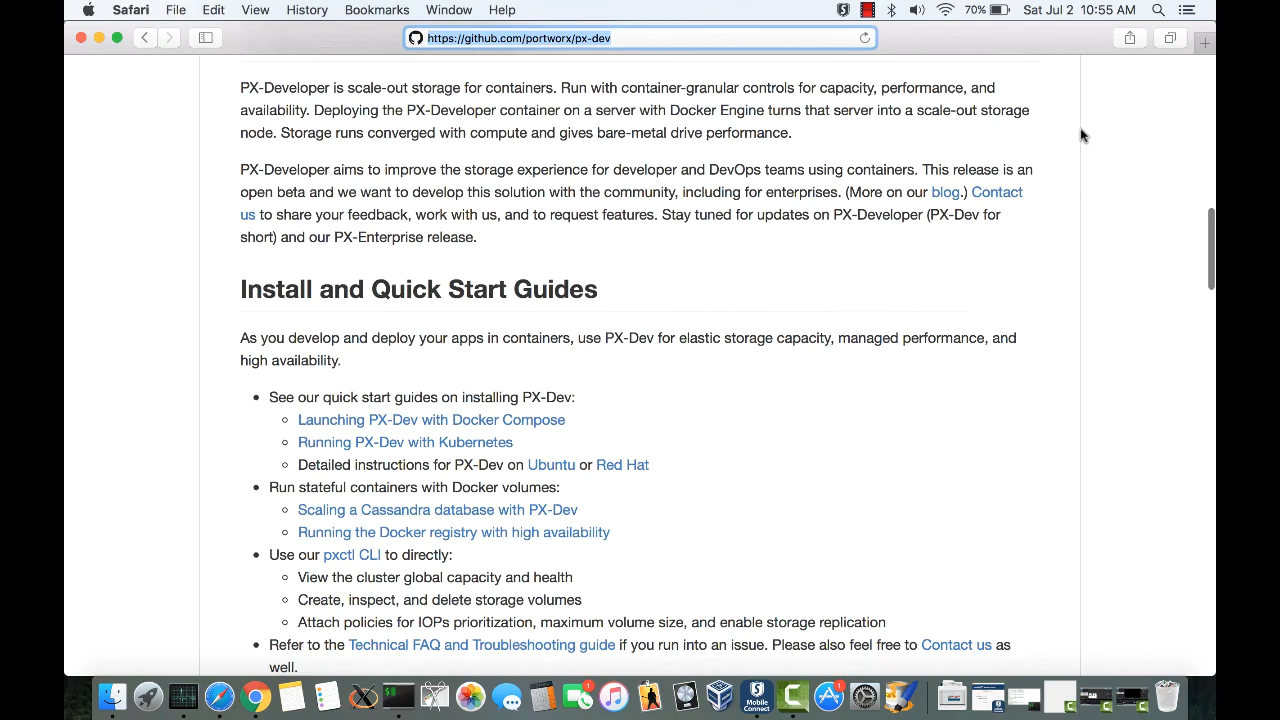 Safari File Edit View History Bookmarks Window Help 70% Sat Jul 2 10:55 AM
https://github.com/portworx/px-dev
PX-Developer is scale-out storage for containers. Run with container-granular controls for capacity, performance, and
availability. Deploying the PX-Developer container on a server with Docker Engine turns that server into a scale-out storage
node. Storage runs converged with compute and gives bare-metal drive performance.
PX-Developer aims to improve the storage experience for developer and DevOps teams using containers. This release is an
open beta and we want to develop this solution with the community, including for enterprises. (More on our blog.) Contact
us to share your feedback, work with us, and to request features. Stay tuned for updates on PX-Developer (PX-Dev for
short) and our PX-Enterprise release.
Install and Quick Start Guides
As you develop and deploy your apps in containers, use PX-Dev for elastic storage capacity, managed performance, and
high availability.
See our quick start guides on installing PX-Dev:
Launching PX-Dev with Docker Compose
Running PX-Dev with Kubernetes
Detailed instructions for PX-Dev on Ubuntu or Red Hat
Run stateful containers with Docker volumes:
Scaling a Cassandra database with PX-Dev
Running the Docker registry with high availability
Use our pxctl CLI to directly:
View the cluster global capacity and health
Create, inspect, and delete storage volumes
Attach policies for IOPs prioritization, maximum volume size, and enable storage replication
Refer to the Technical FAQ and Troubleshooting guide if you run into an issue. Please also feel free to Contact us as
well.
Mobile
Connect
1
1